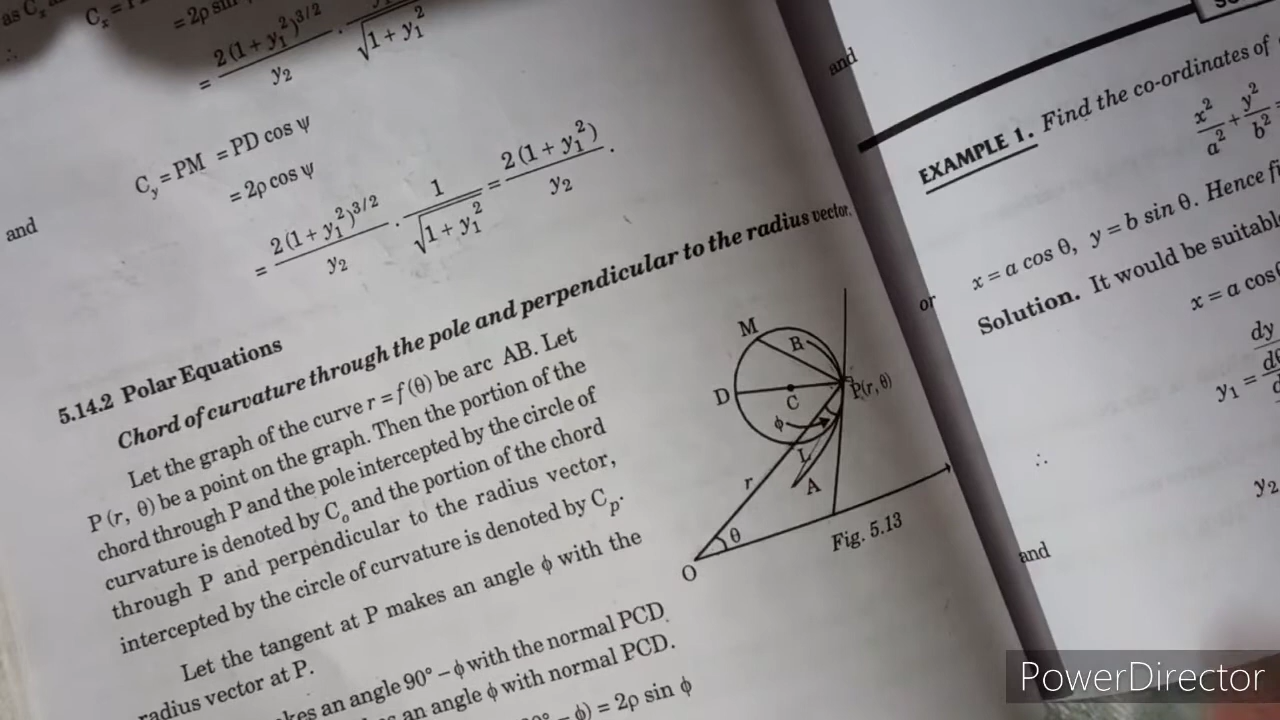 as C
C
= 2ρ sin
∴
= 2 (1 + y₁²)^3/2 / y₂ · / √1 + y₁²
and
C_y = PM = PD cos ψ
= 2ρ cos ψ
= 2 (1 + y₁²)^3/2 / y₂ · 1 / √1 + y₁² = 2 (1 + y₁²) / y₂ .
5.14.2 Polar Equations
Chord of curvature through the pole and perpendicular to the radius vector.
Let the graph of the curve r = f (θ) be arc AB. Let
P (r, θ) be a point on the graph. Then the portion of the
chord through P and the pole intercepted by the circle of
curvature is denoted by C_o and the portion of the chord
through P and perpendicular to the radius vector,
intercepted by the circle of curvature is denoted by C_p.
Let the tangent at P makes an angle ϕ with the
radius vector at P.
kes an angle 90° – ϕ with the normal PCD
an angle ϕ with normal PCD.
– ϕ) = 2ρ sin ϕ
M
B
D
C
P(r, θ)
ϕ
L
A
r
θ
O
Fig. 5.13
and
EXAMPLE 1. Find the co-ordinates of
x² / a² + y² / b² =
or
x = a cos θ, y = b sin θ. Hence fi
Solution. It would be suitabl
x = a cos
y₁ = dy / d
∴
y₂
and
PowerDirector